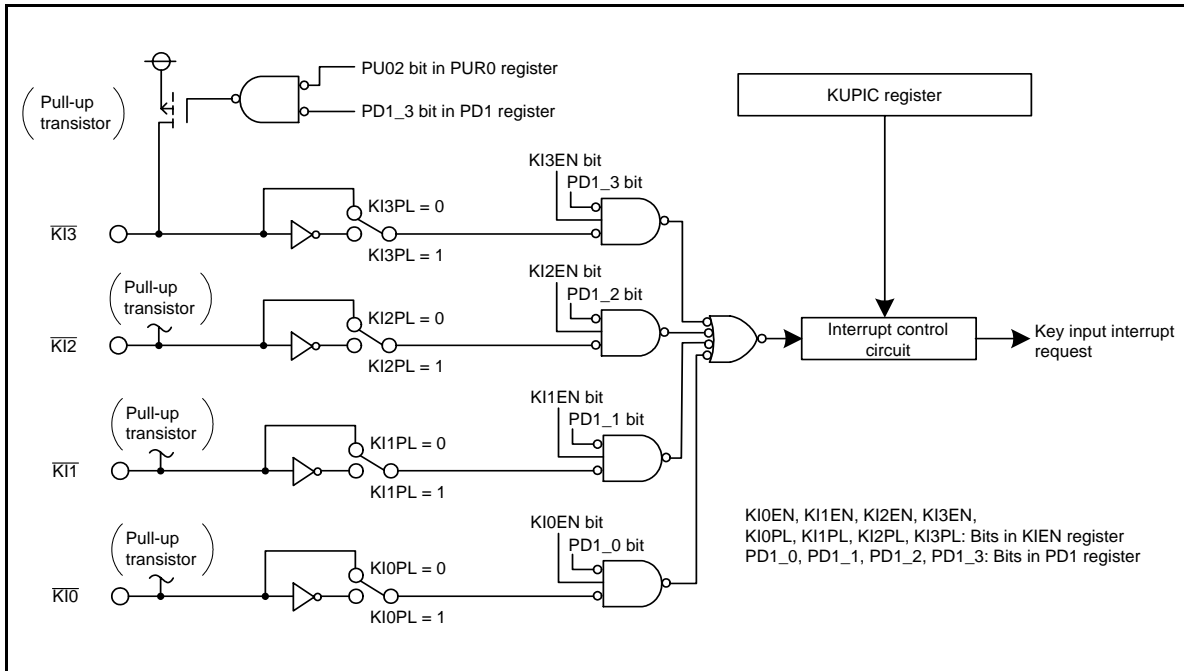 PU02 bit in PUR0 register
Pull-up
transistor
PD1_3 bit in PD1 register
KUPIC register
KI3EN bit
PD1_3 bit
KI3
KI3PL = 0
KI3PL = 1
Pull-up
transistor
KI2EN bit
PD1_2 bit
KI2
KI2PL = 0
KI2PL = 1
Interrupt control
circuit
Key input interrupt
request
Pull-up
transistor
KI1EN bit
PD1_1 bit
KI1
KI1PL = 0
KI1PL = 1
Pull-up
transistor
KI0EN bit
PD1_0 bit
KI0
KI0PL = 0
KI0PL = 1
KI0EN, KI1EN, KI2EN, KI3EN,
KI0PL, KI1PL, KI2PL, KI3PL: Bits in KIEN register
PD1_0, PD1_1, PD1_2, PD1_3: Bits in PD1 register